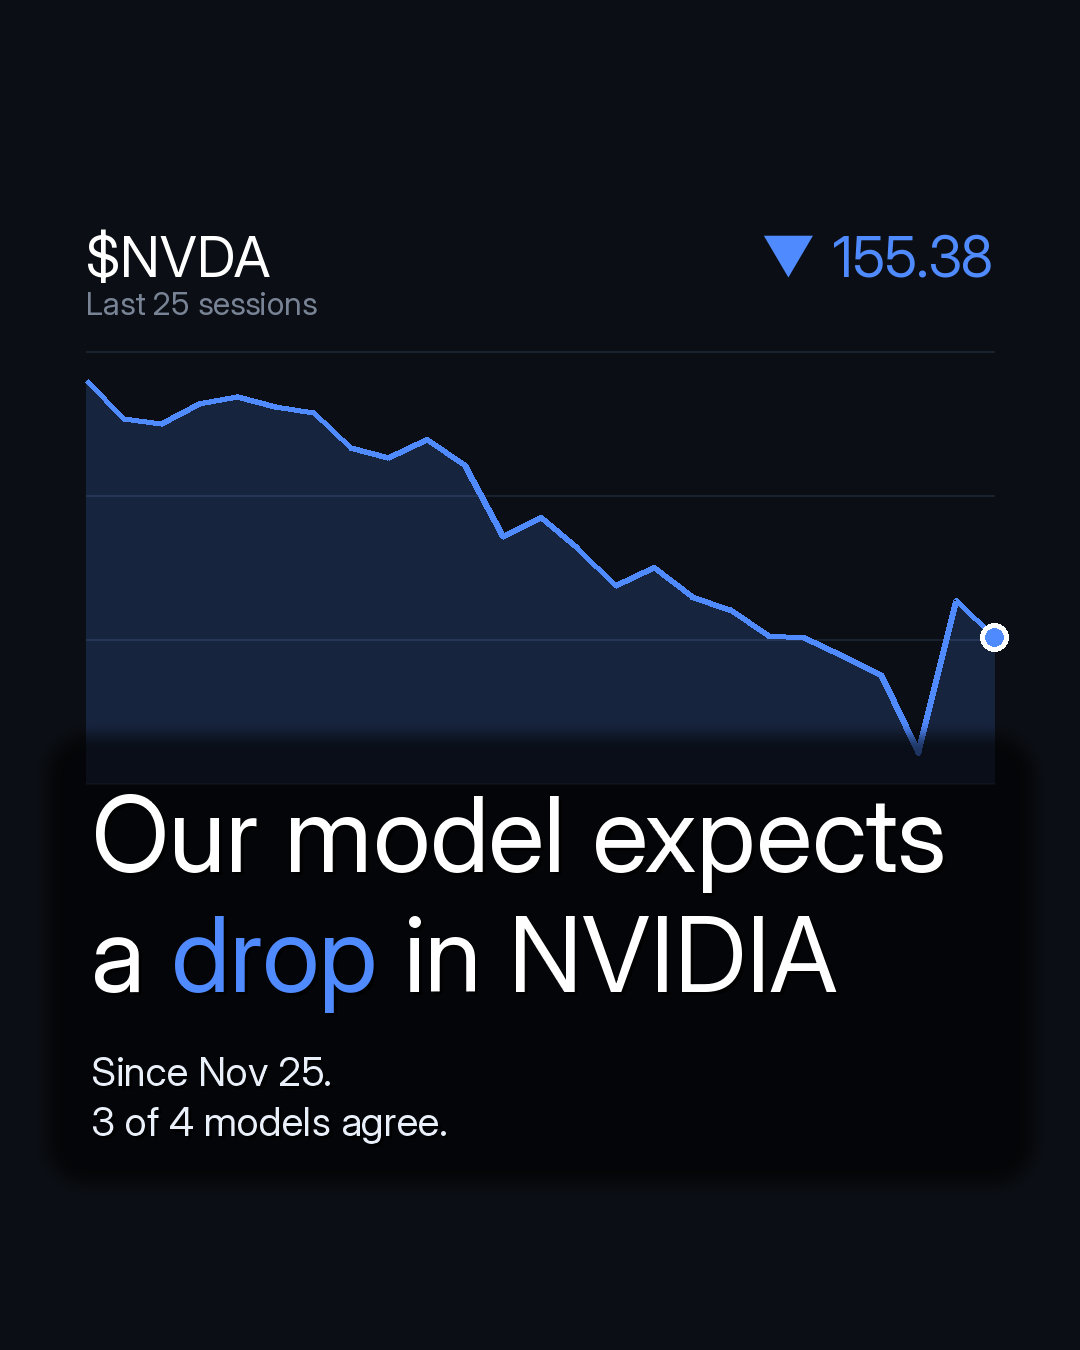 $NVDA
▼ 155.38
Last 25 sessions
Our model expects
a drop in NVIDIA
Since Nov 25.
3 of 4 models agree.